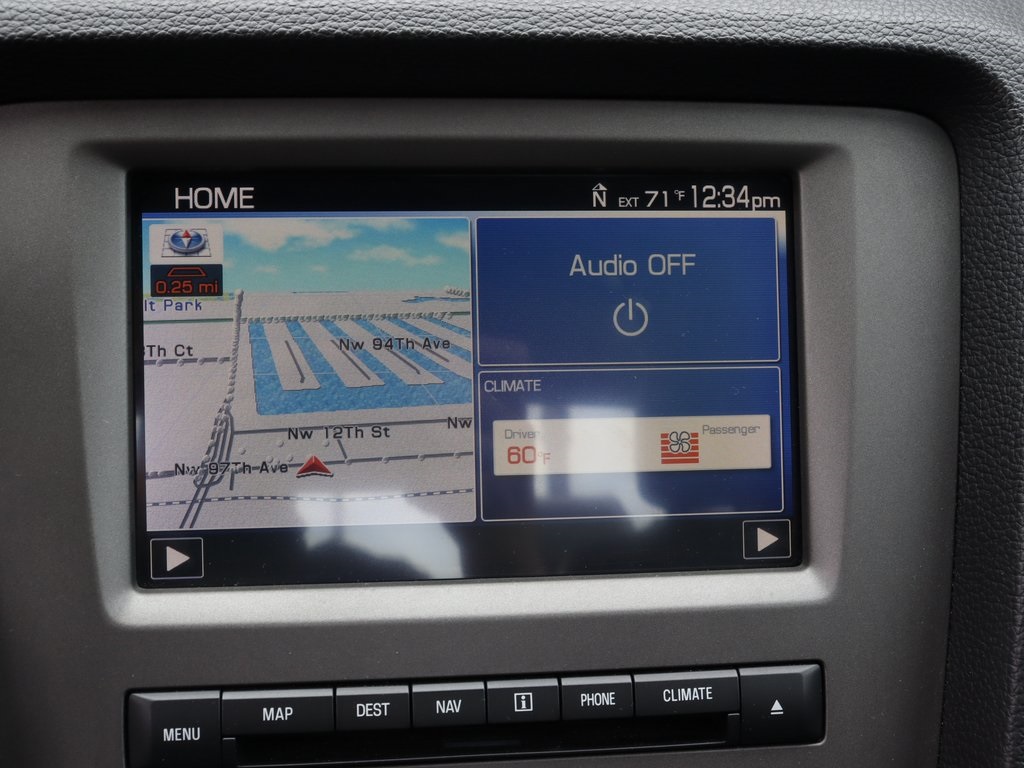 HOME
N EXT 71°F 12:34pm
0.25 mi
lt Park
Th Ct
Nw 94Th Ave
Nw 12Th St
Nw
Nw 97Th Ave
Audio OFF
CLIMATE
Driver
60°F
Passenger
MENU
MAP
DEST
NAV
i
PHONE
CLIMATE